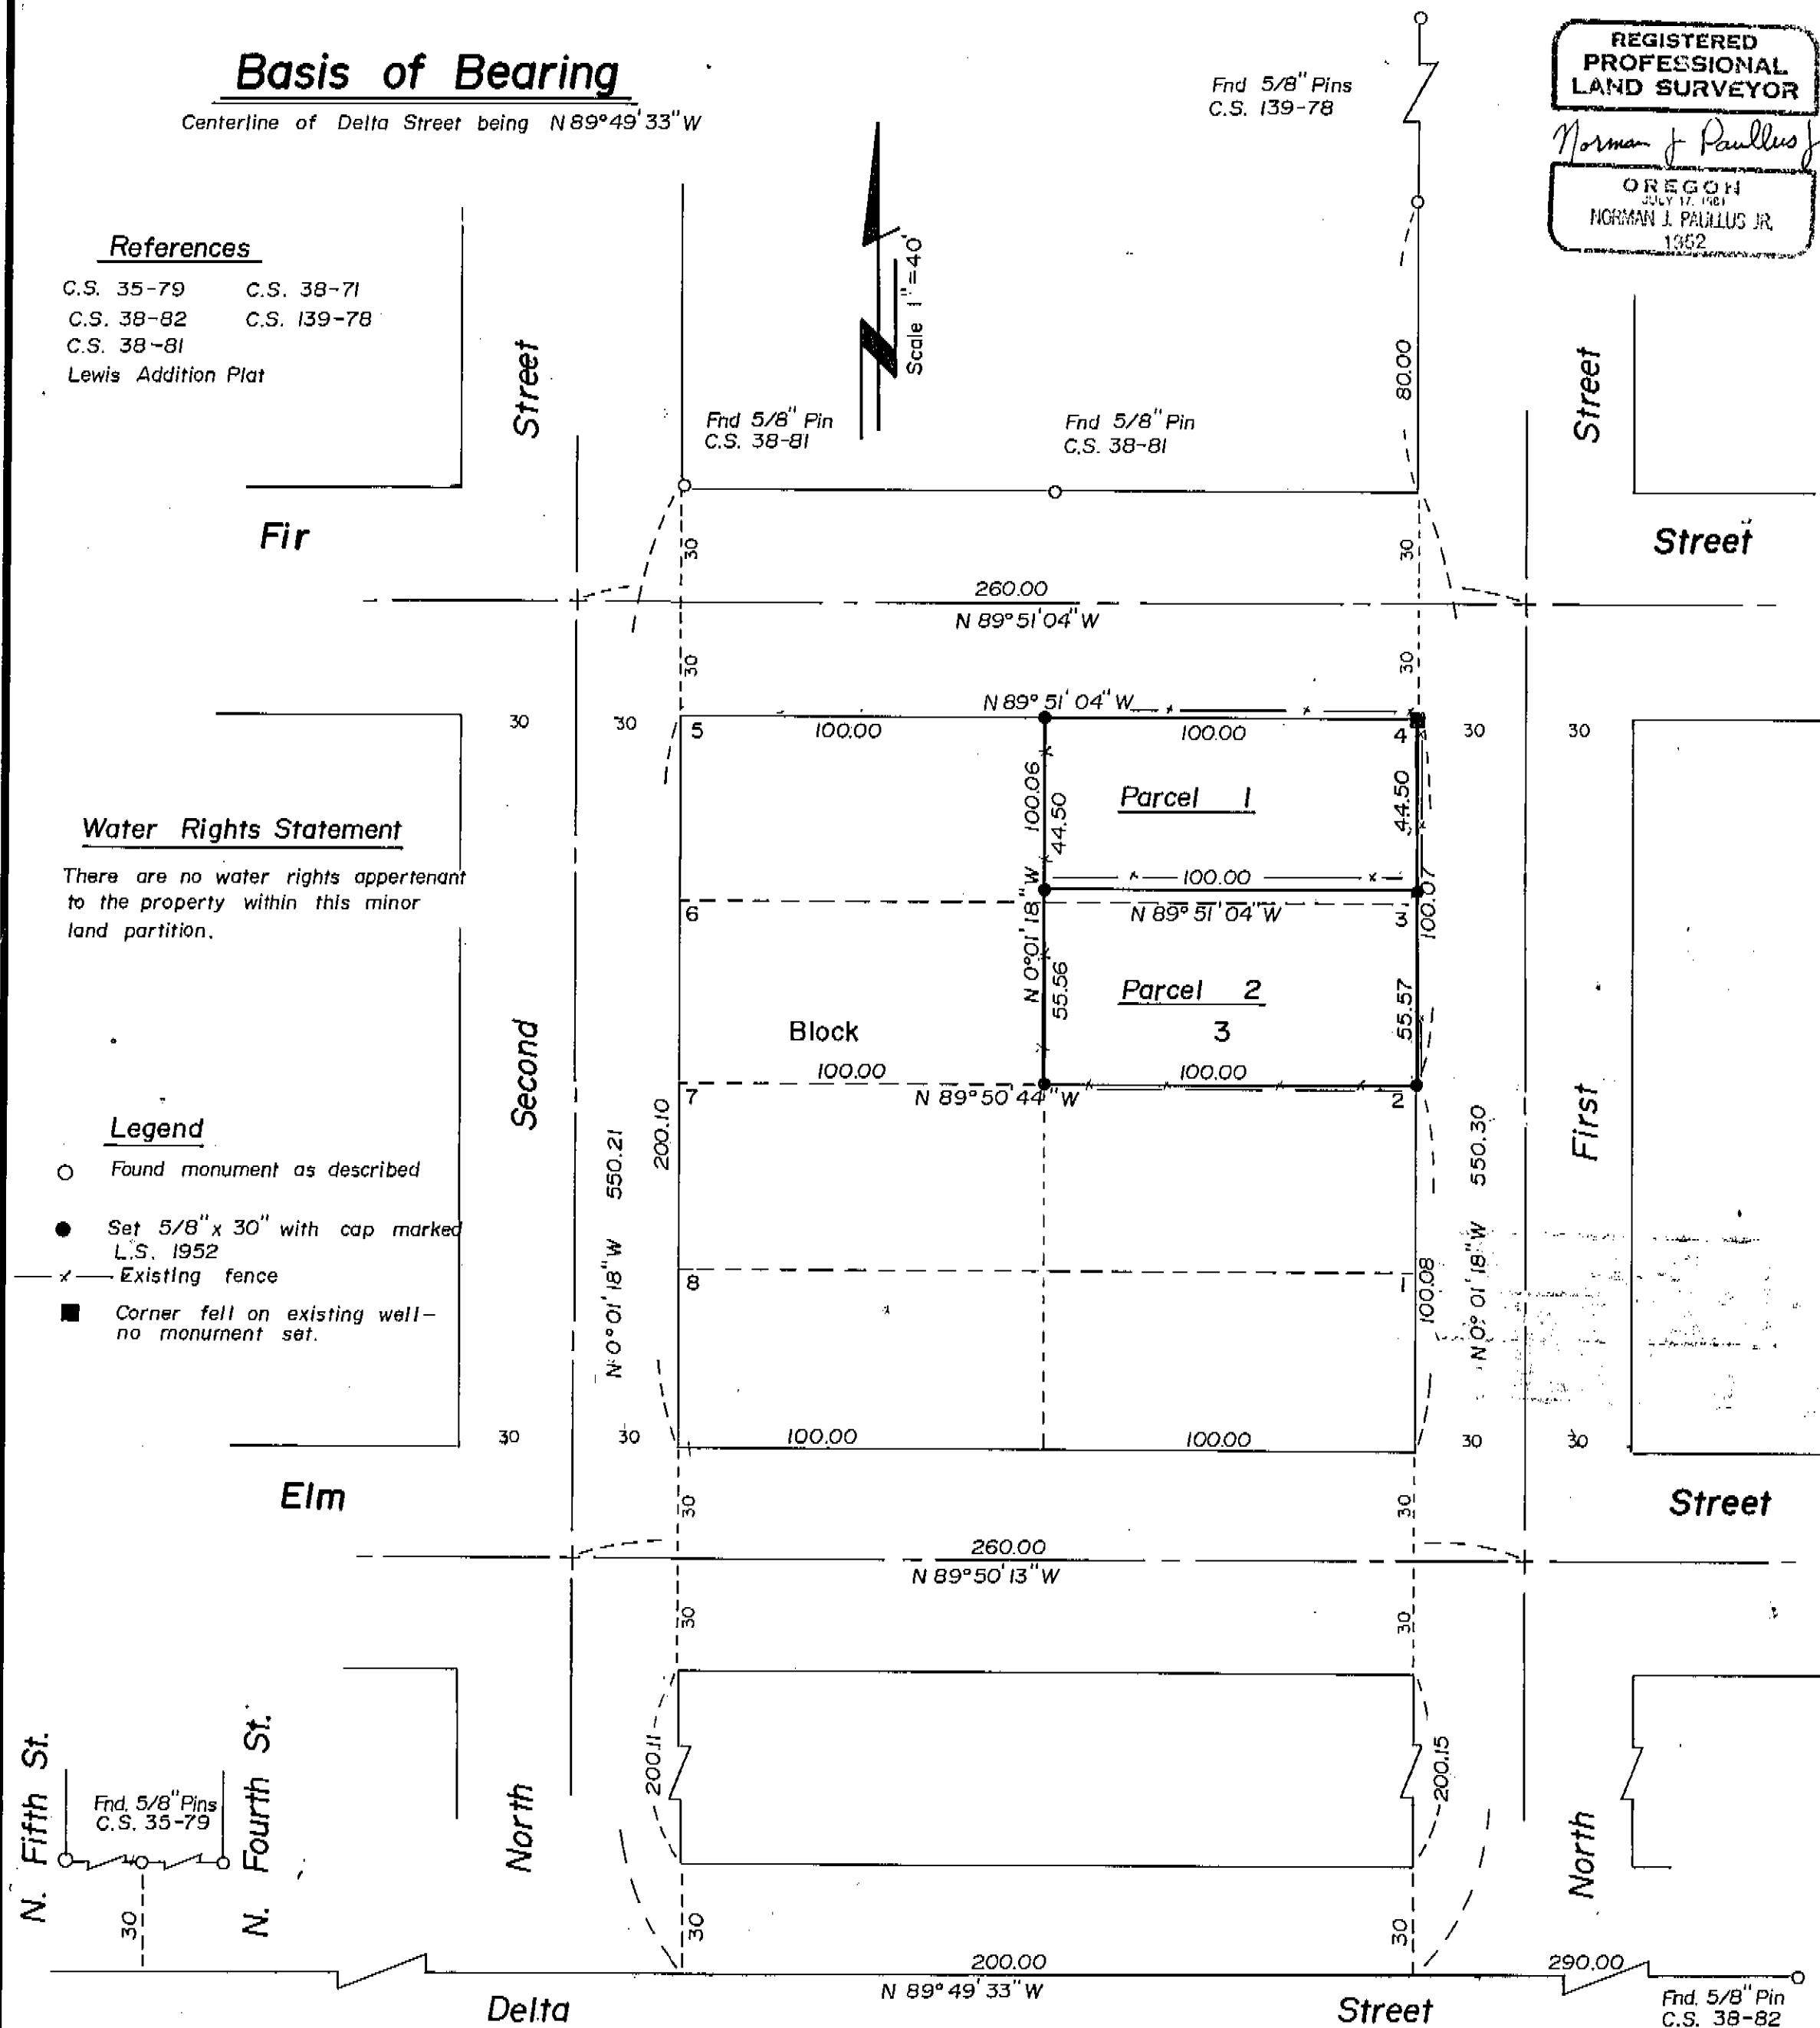 Basis of Bearing
Centerline of Delta Street being N 89°49'33" W
REGISTERED
PROFESSIONAL
LAND SURVEYOR
Norman J Paullus J
OREGON
JULY 17, 1981
NORMAN J. PAULLUS JR.
1952
Fnd 5/8" Pins
C.S. 139-78
References
C.S. 35-79 C.S. 38-71
C.S. 38-82 C.S. 139-78
C.S. 38-81
Lewis Addition Plat
Scale 1"=40'
Street
Street
80.00
Fnd 5/8" Pin
C.S. 38-81
Fnd 5/8" Pin
C.S. 38-81
Fir
Street
30
30
260.00
N 89°51'04" W
30
30
N 89°51'04" W
30
30
5
100.00
100.00
4
30
30
100.06
44.50
Parcel 1
44.50
Water Rights Statement
There are no water rights appertenant
to the property within this minor
land partition.
100.00
N 89°51'04" W
6
3
100.07
N 0°01'18" W
55.56
Parcel 2
55.57
Block
3
Second
First
100.00
100.00
7
N 89°50'44" W
2
200.10
550.21
N 0°01'18" W
550.30
N 0°01'18" W
Legend
Found monument as described
Set 5/8" x 30" with cap marked
L.S. 1952
x Existing fence
Corner fell on existing well-
no monument set.
8
1
100.08
30
30
100.00
100.00
30
30
Elm
Street
30
30
260.00
N 89°50'13" W
30
30
200.11
200.15
N. Fifth St.
Fnd. 5/8" Pins
C.S. 35-79
N. Fourth St.
North
North
30
30
30
200.00
N 89°49'33" W
290.00
Delta
Street
Fnd. 5/8" Pin
C.S. 38-82